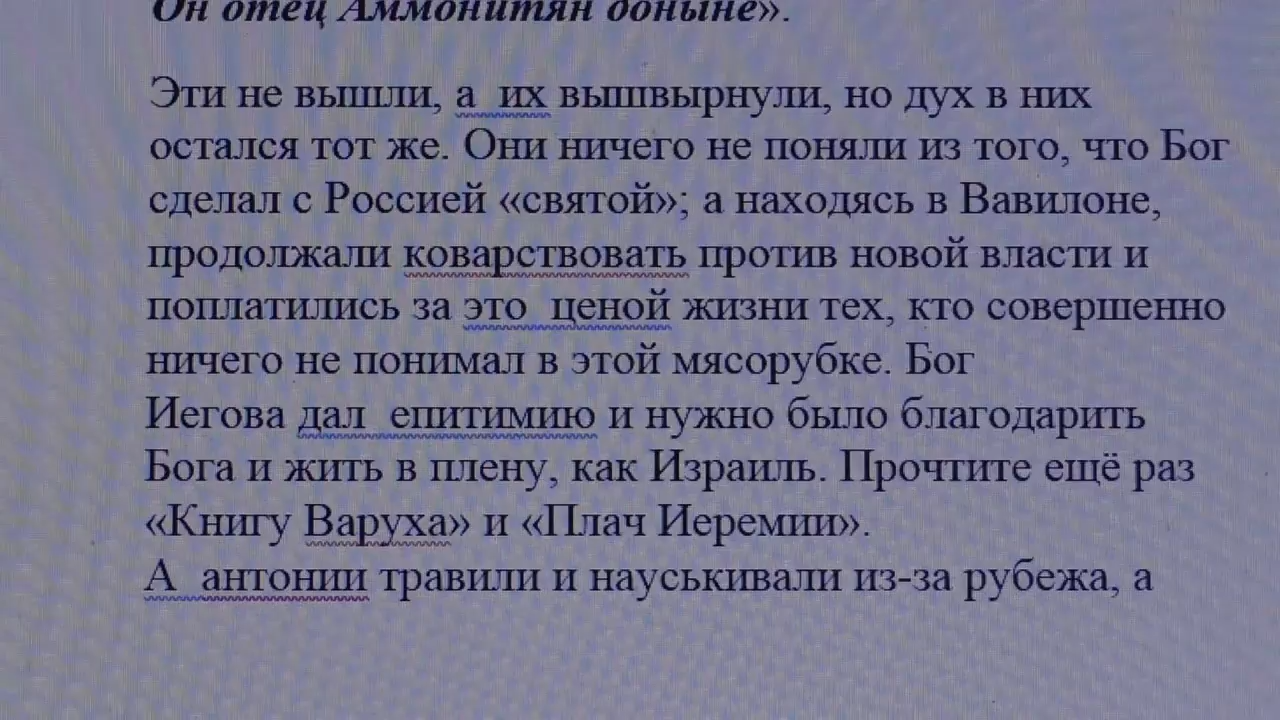 Он отец Аммонитян доныне».
Эти не вышли, а  их вышвырнули, но дух в них
остался тот же. Они ничего не поняли из того, что Бог
сделал с Россией «святой»; а находясь в Вавилоне,
продолжали коварствовать против новой власти и
поплатились за это  ценой жизни тех, кто совершенно
ничего не понимал в этой мясорубке. Бог
Иегова дал  епитимию и нужно было благодарить
Бога и жить в плену, как Израиль. Прочтите ещё раз
«Книгу Варуха» и «Плач Иеремии».
А  антонии травили и науськивали из-за рубежа, а